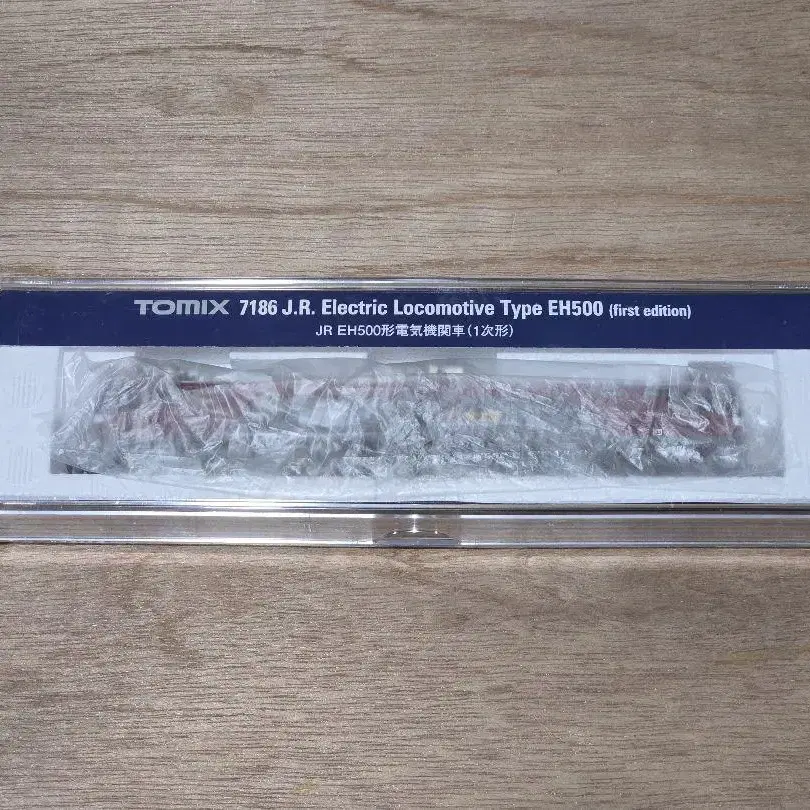 TOMIX 7186 J.R. Electric Locomotive Type EH500 (first edition)
JR EH500形電気機関車(1次形)